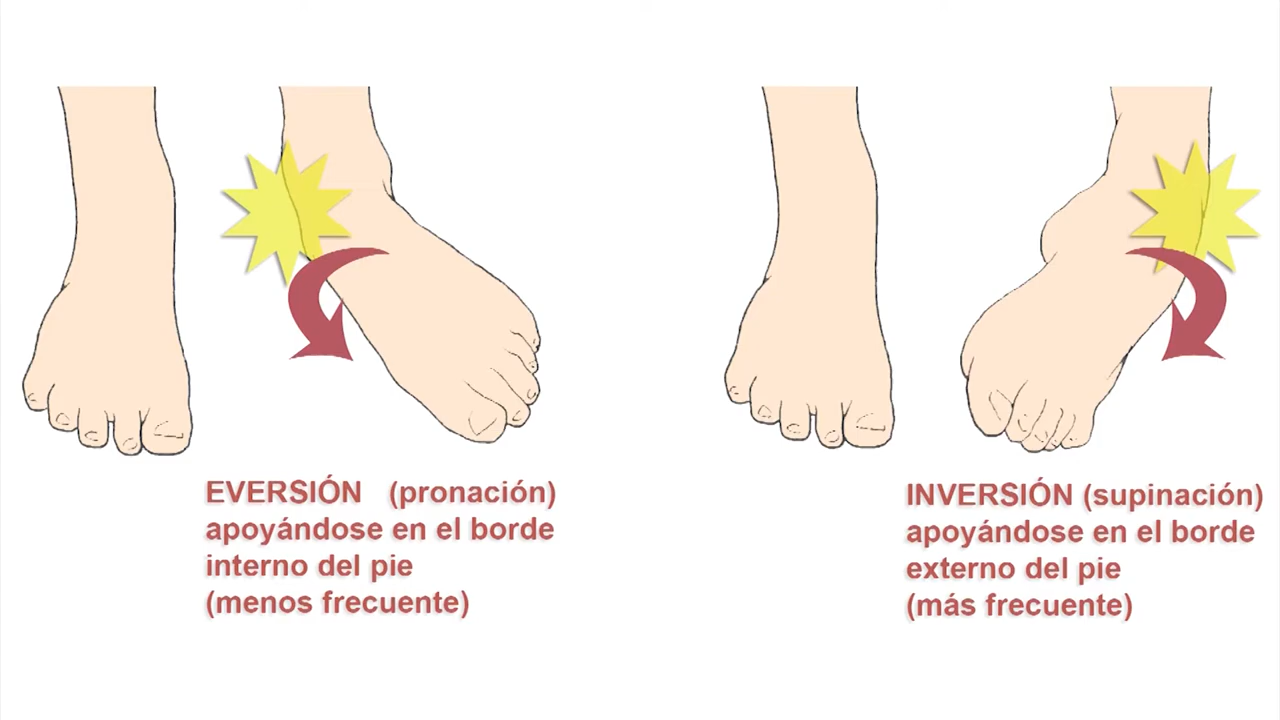 EVERSIÓN (pronación)
apoyándose en el borde
interno del pie
(menos frecuente)
INVERSIÓN (supinación)
apoyándose en el borde
externo del pie
(más frecuente)